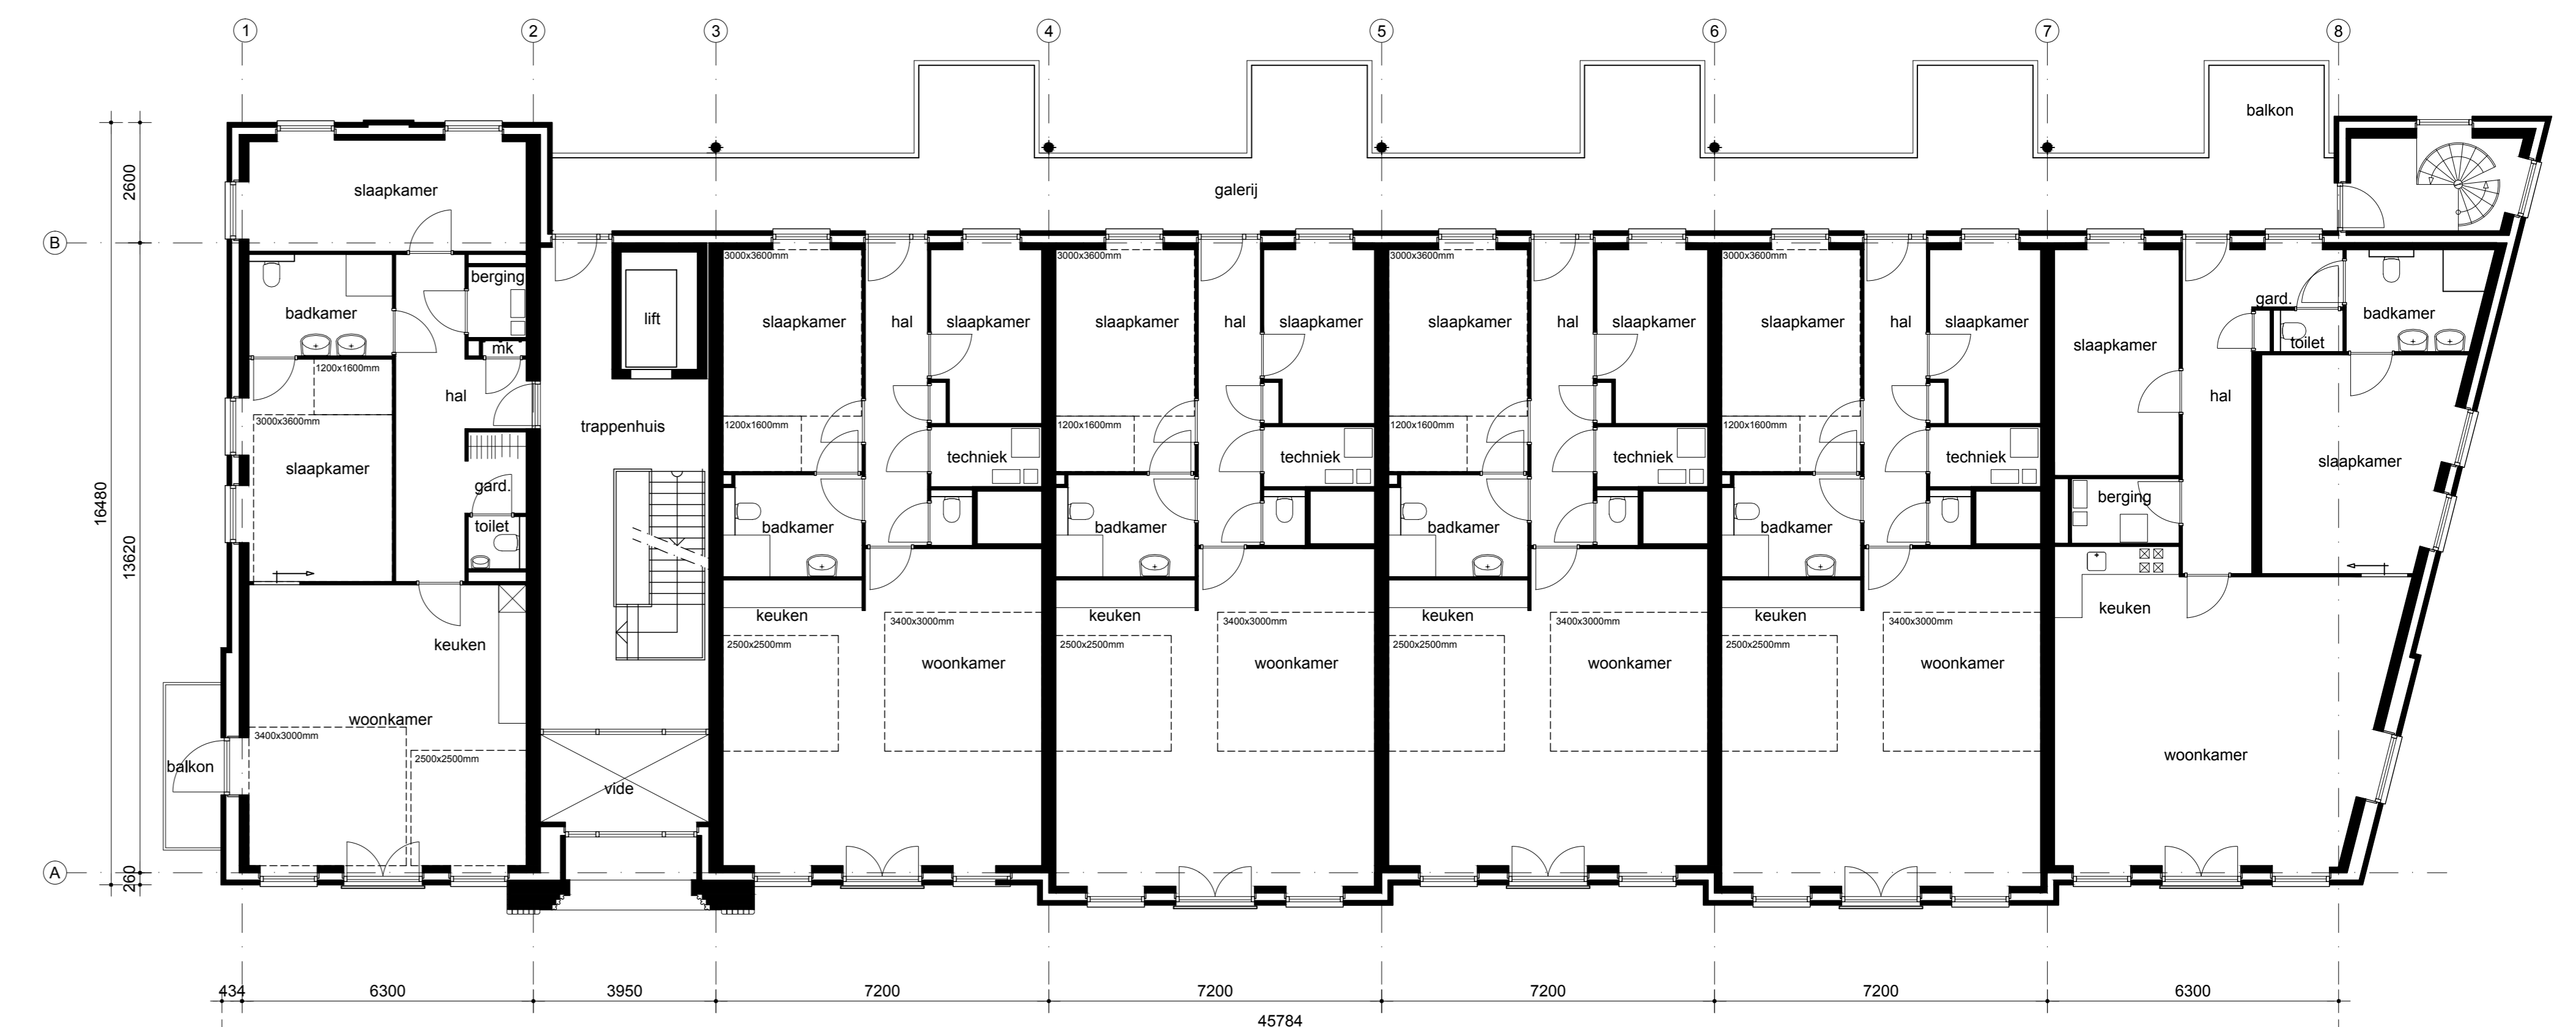 1 2 3 4 5 6 7 8
balkon
2600
slaapkamer
galerij
B
berging
3000x3600mm 3000x3600mm 3000x3600mm 3000x3600mm
badkamer
lift
slaapkamer hal slaapkamer
slaapkamer hal slaapkamer
slaapkamer hal slaapkamer
slaapkamer hal slaapkamer
gard.
badkamer
toilet
slaapkamer
mk
1200x1600mm
hal
hal
3000x3600mm
trappenhuis
1200x1600mm 1200x1600mm 1200x1600mm 1200x1600mm
slaapkamer
techniek techniek techniek techniek
slaapkamer
gard.
berging
16480
13620
toilet
badkamer badkamer badkamer badkamer
keuken
keuken keuken keuken keuken
3400x3000mm 3400x3000mm 3400x3000mm 3400x3000mm
keuken
2500x2500mm 2500x2500mm 2500x2500mm 2500x2500mm
woonkamer woonkamer woonkamer woonkamer
woonkamer
3400x3000mm
2500x2500mm
woonkamer
balkon
vide
A
260
434 6300 3950 7200 7200 7200 7200 6300
45784